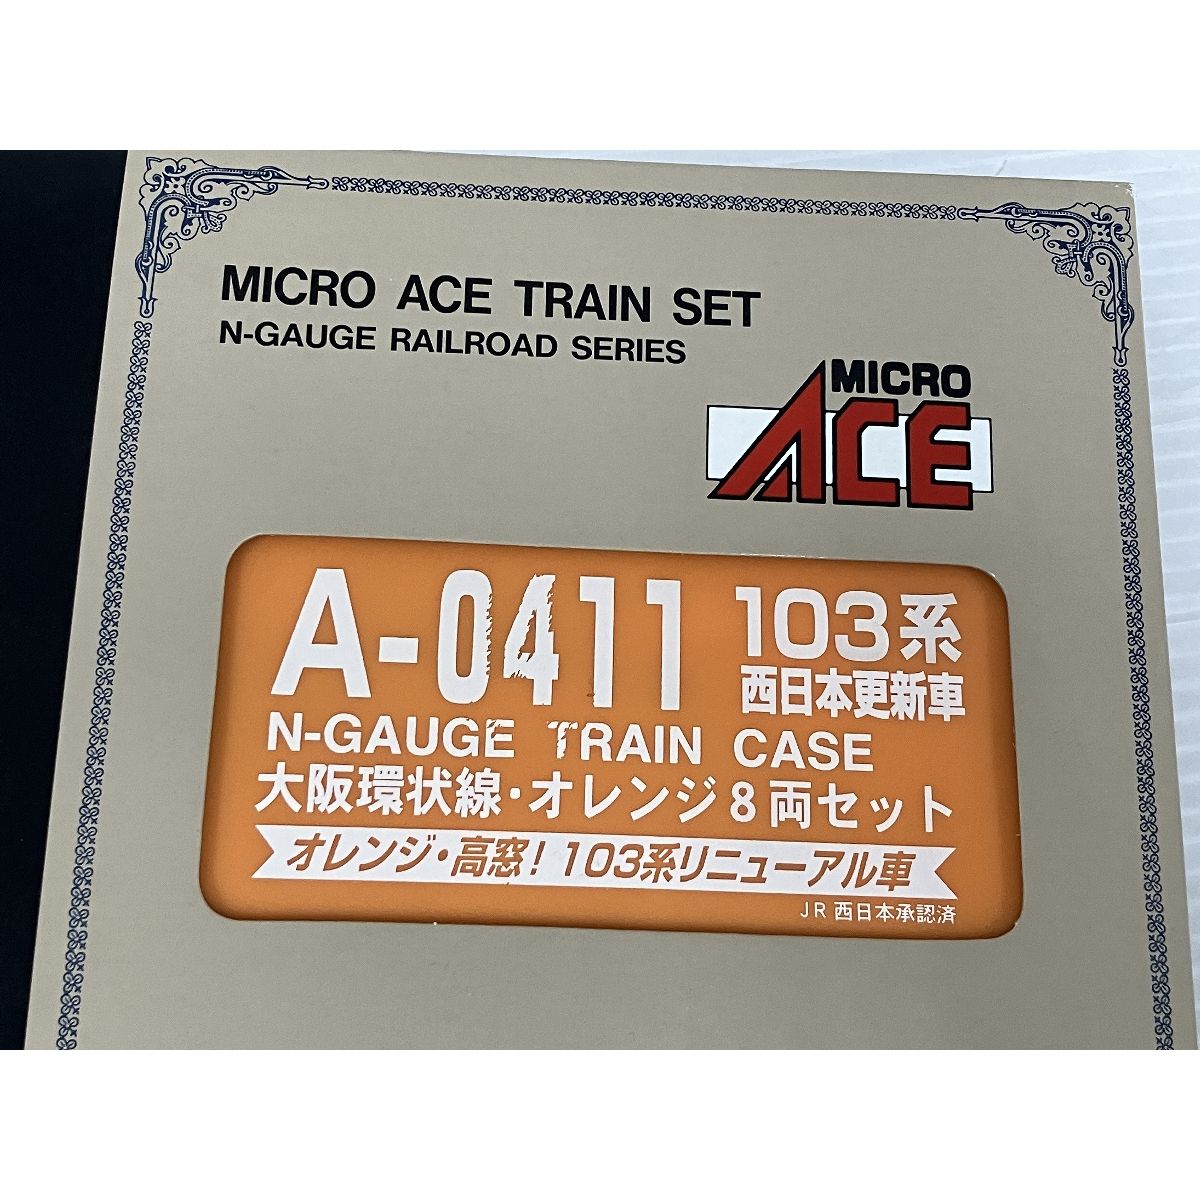 MICRO ACE TRAIN SET
N-GAUGE RAILROAD SERIES
MICRO
ACE
A-0411 103系
西日本更新車
N-GAUGE TRAIN CASE
大阪環状線・オレンジ8両セット
オレンジ・高窓! 103系リニューアル車
JR西日本承認済